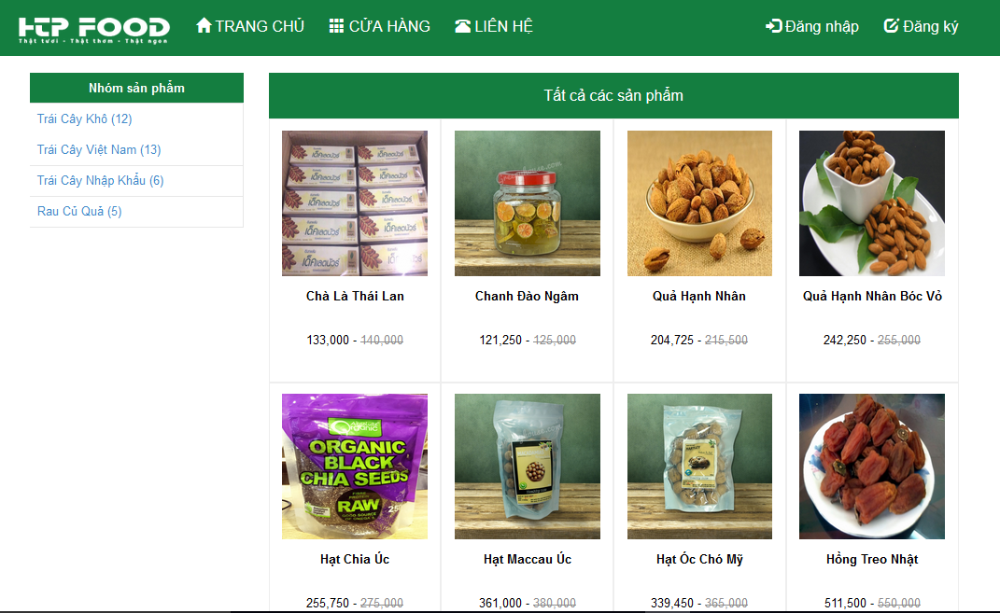 HTP FOOD
Thật tươi - Thật thơm - Thật ngon
TRANG CHỦ
CỬA HÀNG
LIÊN HỆ
Đăng nhập
Đăng ký
Nhóm sản phẩm
Trái Cây Khô (12)
Trái Cây Việt Nam (13)
Trái Cây Nhập Khẩu (6)
Rau Củ Quả (5)
Tất cả các sản phẩm
Chà Là Thái Lan
Chanh Đào Ngâm
Quả Hạnh Nhân
Quả Hạnh Nhân Bóc Vỏ
133,000 - 140,000
121,250 - 125,000
204,725 - 215,500
242,250 - 255,000
ORGANIC
BLACK
CHIA SEEDS
RAW
Hạt Chia Úc
Hạt Maccau Úc
Hạt Óc Chó Mỹ
Hồng Treo Nhật
255,750 - 275,000
361,000 - 380,000
339,450 - 365,000
511,500 - 550,000